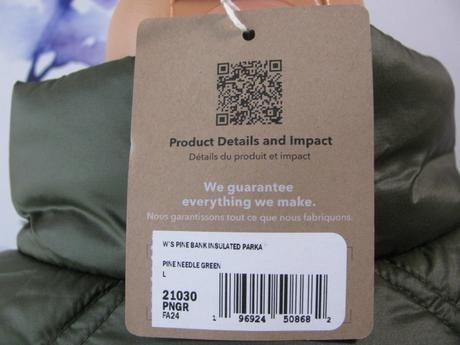 Product Details and Impact
Détails du produit et impact
We guarantee
everything we make.
Nous garantissons tout ce que nous fabriquons.
W'S PINE BANK INSULATED PARKA
PINE NEEDLE GREEN
L
21030
PNGR
FA24
1 96924 50868 2